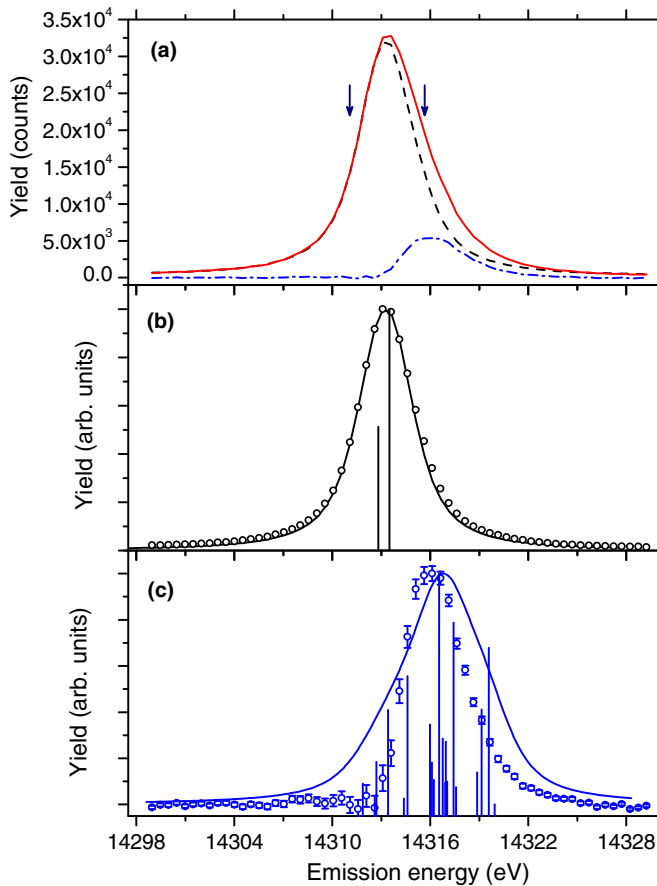 (a)
Yield (counts)
3.5x10⁴
3.0x10⁴
2.5x10⁴
2.0x10⁴
1.5x10⁴
1.0x10⁴
5.0x10³
0.0
(b)
Yield (arb. units)
(c)
Yield (arb. units)
14298 14304 14310 14316 14322 14328
Emission energy (eV)